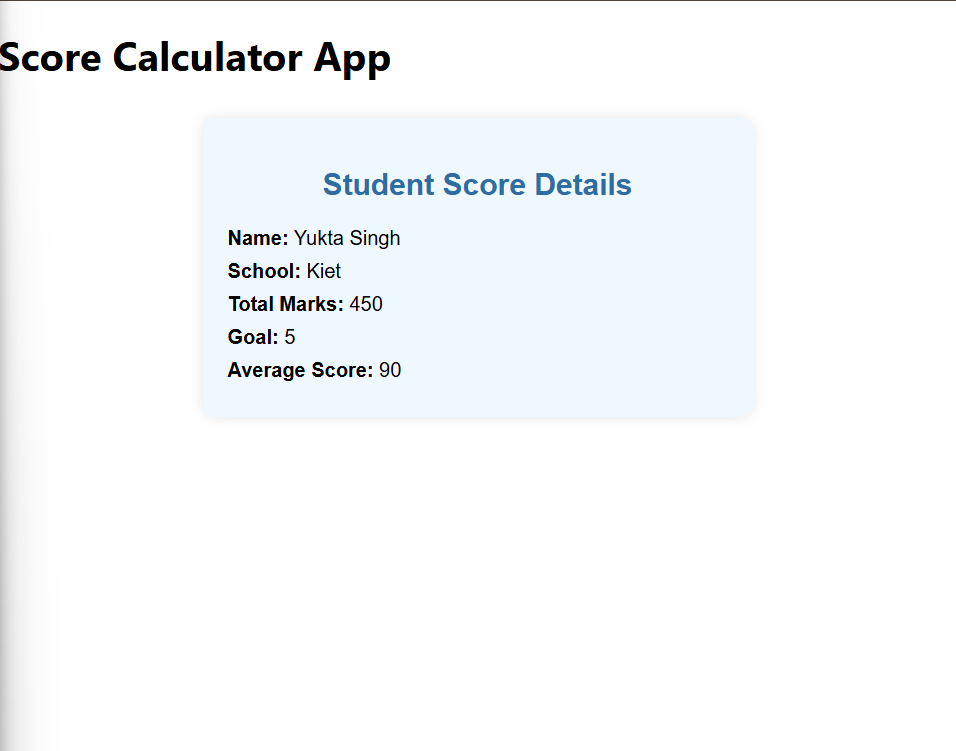 Score Calculator App
Student Score Details
Name: Yukta Singh
School: Kiet
Total Marks: 450
Goal: 5
Average Score: 90